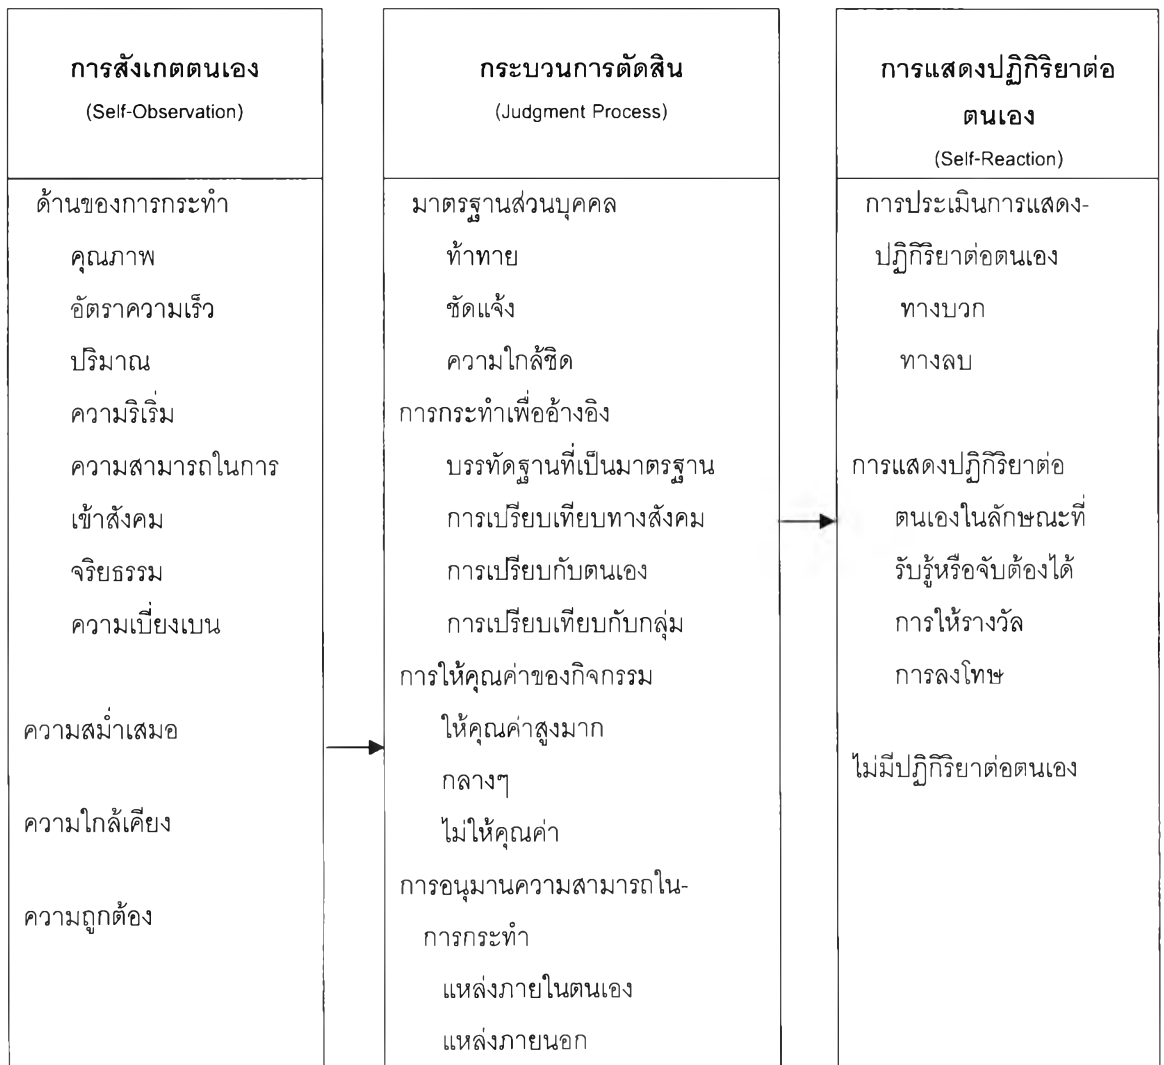 การสังเกตตนเอง
(Self-Observation)
ด้านของการกระทำ
คุณภาพ
อัตราความเร็ว
ปริมาณ
ความริเริ่ม
ความสามารถในการ
เข้าสังคม
จริยธรรม
ความเบี่ยงเบน
ความสม่ำเสมอ
ความใกล้เคียง
ความถูกต้อง
กระบวนการตัดสิน
(Judgment Process)
มาตรฐานส่วนบุคคล
ท้าทาย
ชัดแจ้ง
ความใกล้ชิด
การกระทำเพื่ออ้างอิง
บรรทัดฐานที่เป็นมาตรฐาน
การเปรียบเทียบทางสังคม
การเปรียบกับตนเอง
การเปรียบเทียบกับกลุ่ม
การให้คุณค่าของกิจกรรม
ให้คุณค่าสูงมาก
กลางๆ
ไม่ให้คุณค่า
การอนุมานความสามารถใน-
การกระทำ
แหล่งภายในตนเอง
แหล่งภายนอก
การแสดงปฏิกิริยาต่อ
ตนเอง
(Self-Reaction)
การประเมินการแสดง-
ปฏิกิริยาต่อตนเอง
ทางบวก
ทางลบ
การแสดงปฏิกิริยาต่อ
ตนเองในลักษณะที่
รับรู้หรือจับต้องได้
การให้รางวัล
การลงโทษ
ไม่มีปฏิกิริยาต่อตนเอง